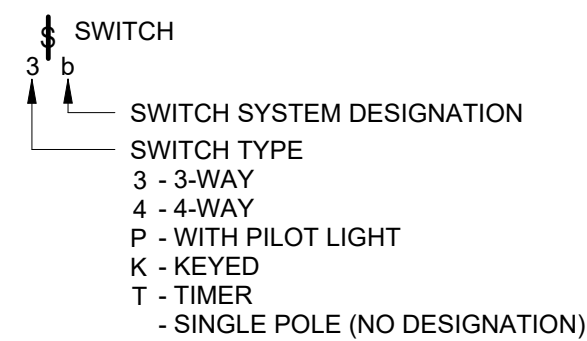 $ SWITCH
3 b
SWITCH SYSTEM DESIGNATION
SWITCH TYPE
3 - 3-WAY
4 - 4-WAY
P - WITH PILOT LIGHT
K - KEYED
T - TIMER
- SINGLE POLE (NO DESIGNATION)